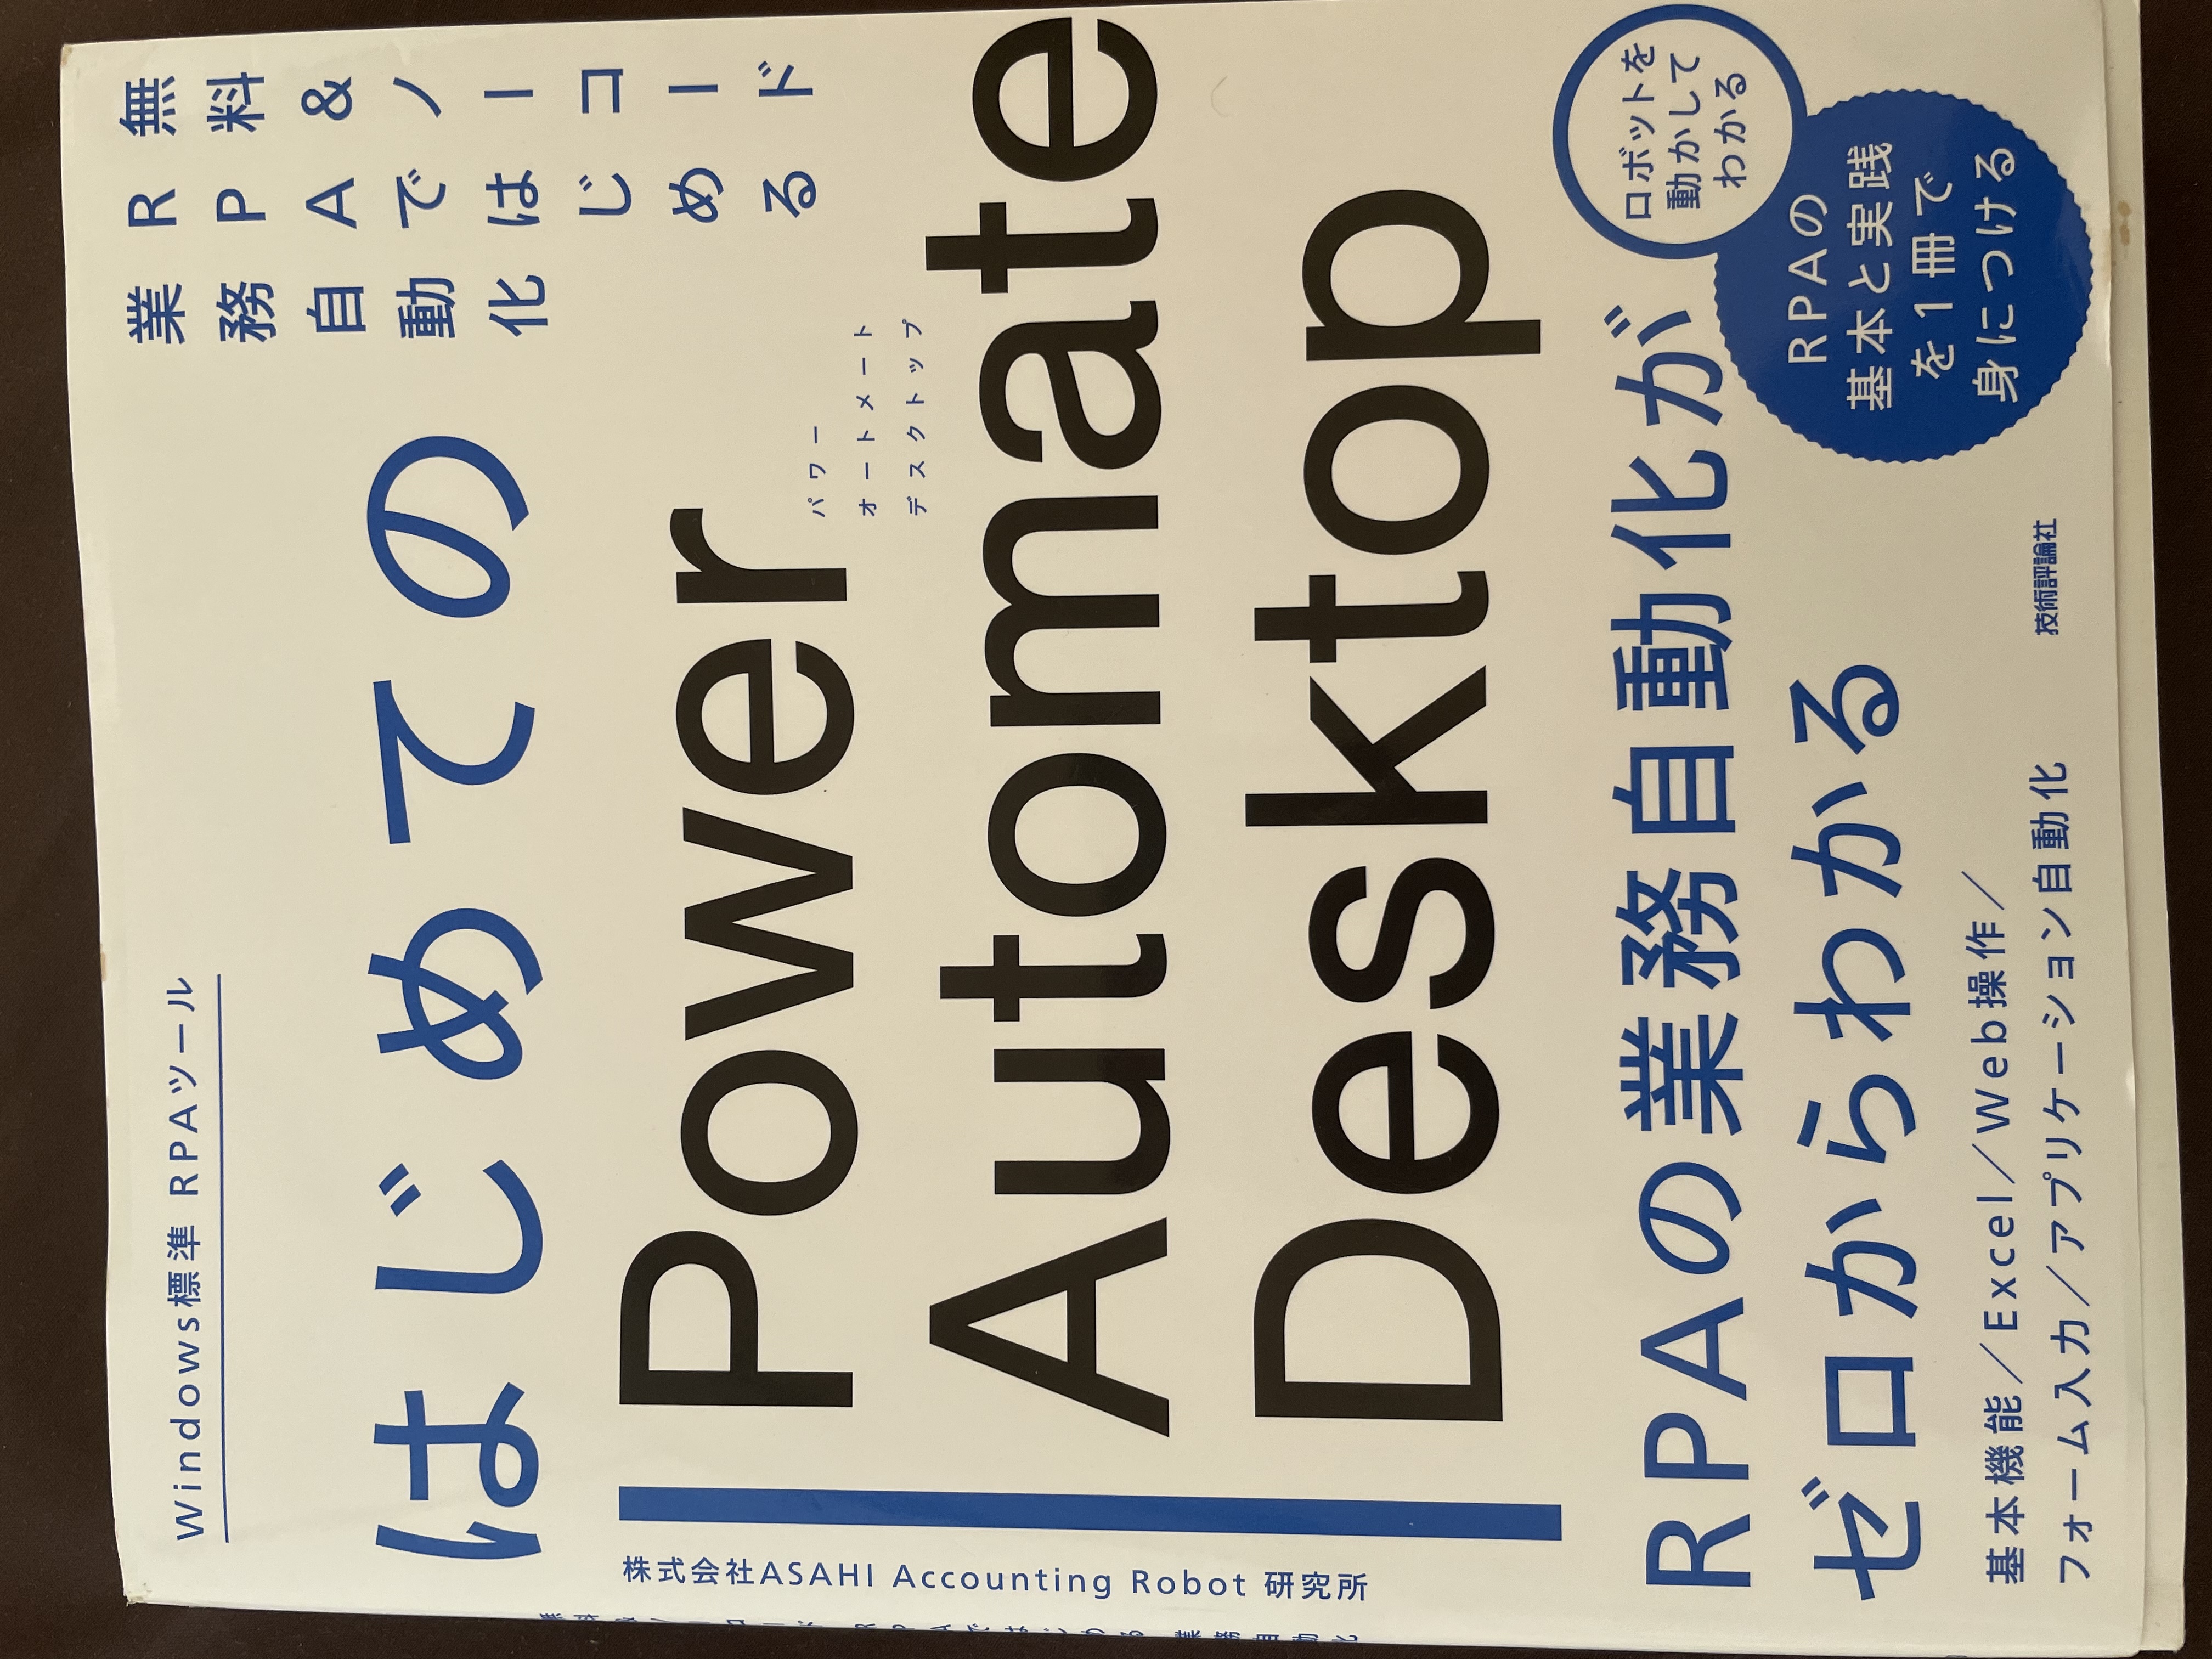 Windows標準 RPAツール
無料&ノーコード
RPAではじめる
業務自動化
はじめての
Power
Automate
Desktop
パワー
オートメート
デスクトップ
株式会社ASAHI Accounting Robot 研究所
RPAの業務自動化が
ゼロからわかる
ロボットを
動かして
わかる
RPAの
基本と実践
を1冊で
身につける
基本機能／Excel／Web操作／
フォーム入力／アプリケーション自動化
技術評論社